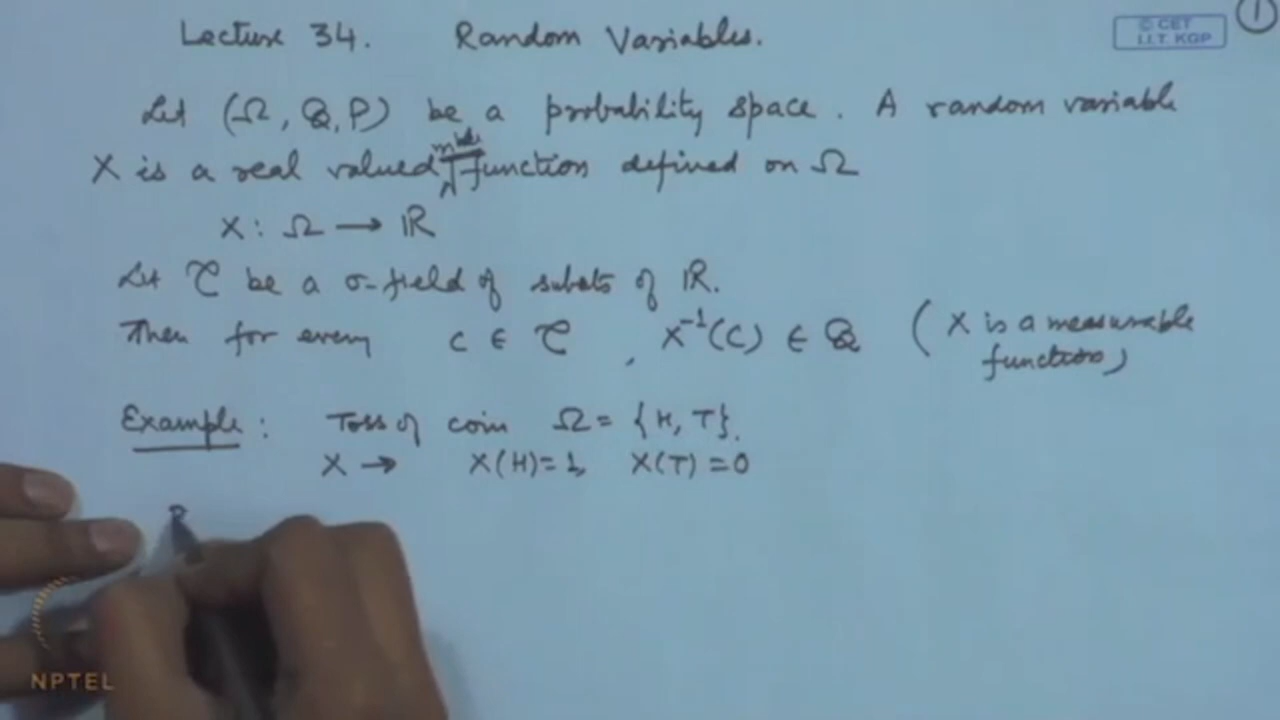 Lecture 34. Random Variables.
© CET
I.I.T. KGP
1
Let (Ω, Q, P) be a probability space. A random variable
X is a real valued function defined on Ω
X : Ω → ℝ
Let 𝒞 be a σ-field of subsets of ℝ.
Then for every C ∈ 𝒞, X⁻¹(C) ∈ Q (X is a measurable
function)
Example: Toss of coin Ω = {H, T}.
X → X(H)=1, X(T)=0
NPTEL